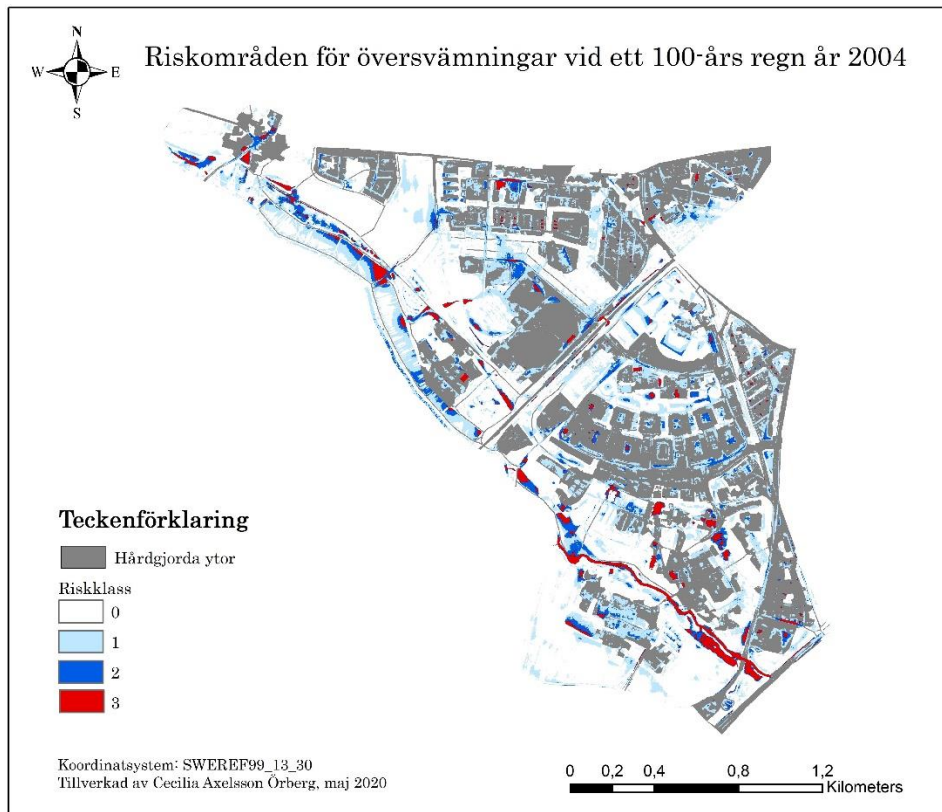 Riskområden för översvämningar vid ett 100-års regn år 2004
N
W E
S
Teckenförklaring
Hårdgjorda ytor
Riskklass
0
1
2
3
Koordinatsystem: SWEREF99_13_30
Tillverkad av Cecilia Axelsson Örberg, maj 2020
0 0,2 0,4 0,8 1,2
Kilometers